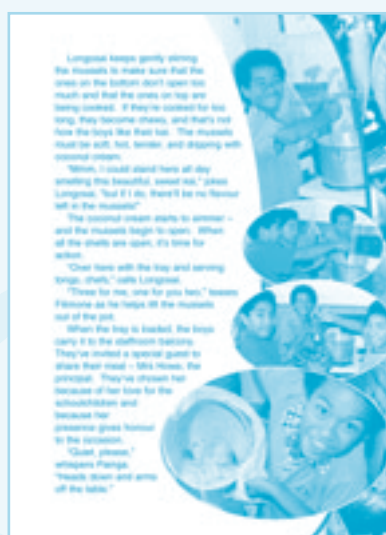 Longosai keeps gently stirring
the mussels to make sure that the
ones on the bottom don't open too
much and that the ones on top are
being cooked. If they're cooked for too
long, they become chewy, and that's not
how the boys like their kai. The mussels
must be soft, hot, tender, and dripping with
coconut cream.
"Mmm, I could stand here all day
smelling this beautiful, sweet kai," jokes
Longosai, "but if I do, there'll be no flavour
left in the mussels!"
The coconut cream starts to simmer –
and the mussels begin to open. When
all the shells are open, it's time for
action.
"Over here with the tray and serving
tongs, chefs," calls Longosai.
"Three for me, one for you two," teases
Filimone as he helps lift the mussels
out of the pot.
When the tray is loaded, the boys
carry it to the staffroom balcony.
They've invited a special guest to
share their meal – Mrs Howe, the
principal. They've chosen her
because of her love for the
schoolchildren and
because her
presence gives honour
to the occasion.
"Quiet, please,"
whispers Painga.
"Heads down and arms
off the table."